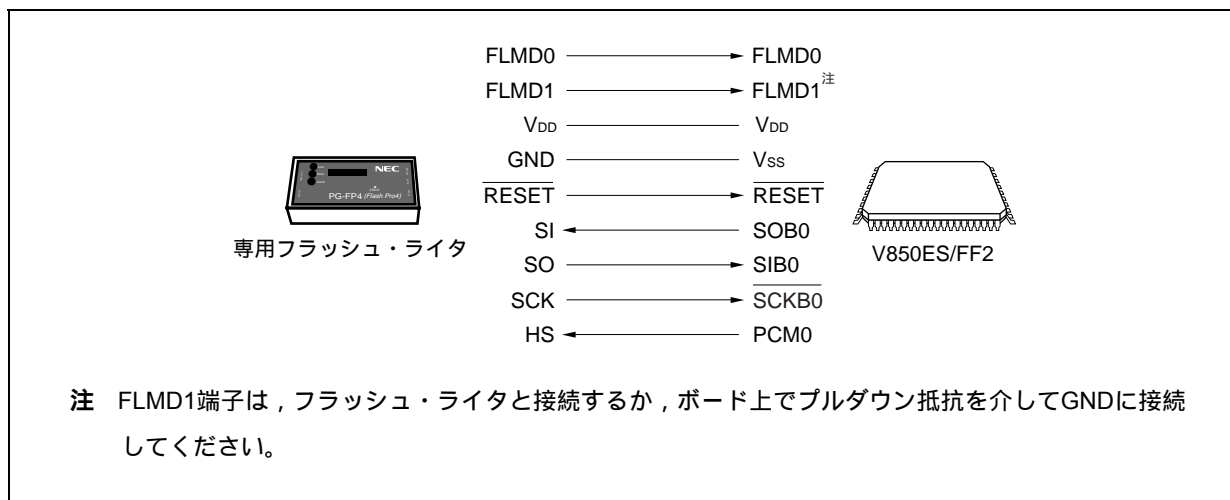 FLMD0 FLMD0
FLMD1 FLMD1注
VDD VDD
GND VSS
RESET RESET
SI SOB0
SO SIB0
SCK SCKB0
HS PCM0
NEC
PG-FP4 (Flash Pro4)
専用フラッシュ・ライタ
V850ES/FF2
注 FLMD1端子は，フラッシュ・ライタと接続するか，ボード上でプルダウン抵抗を介してGNDに接続
してください。